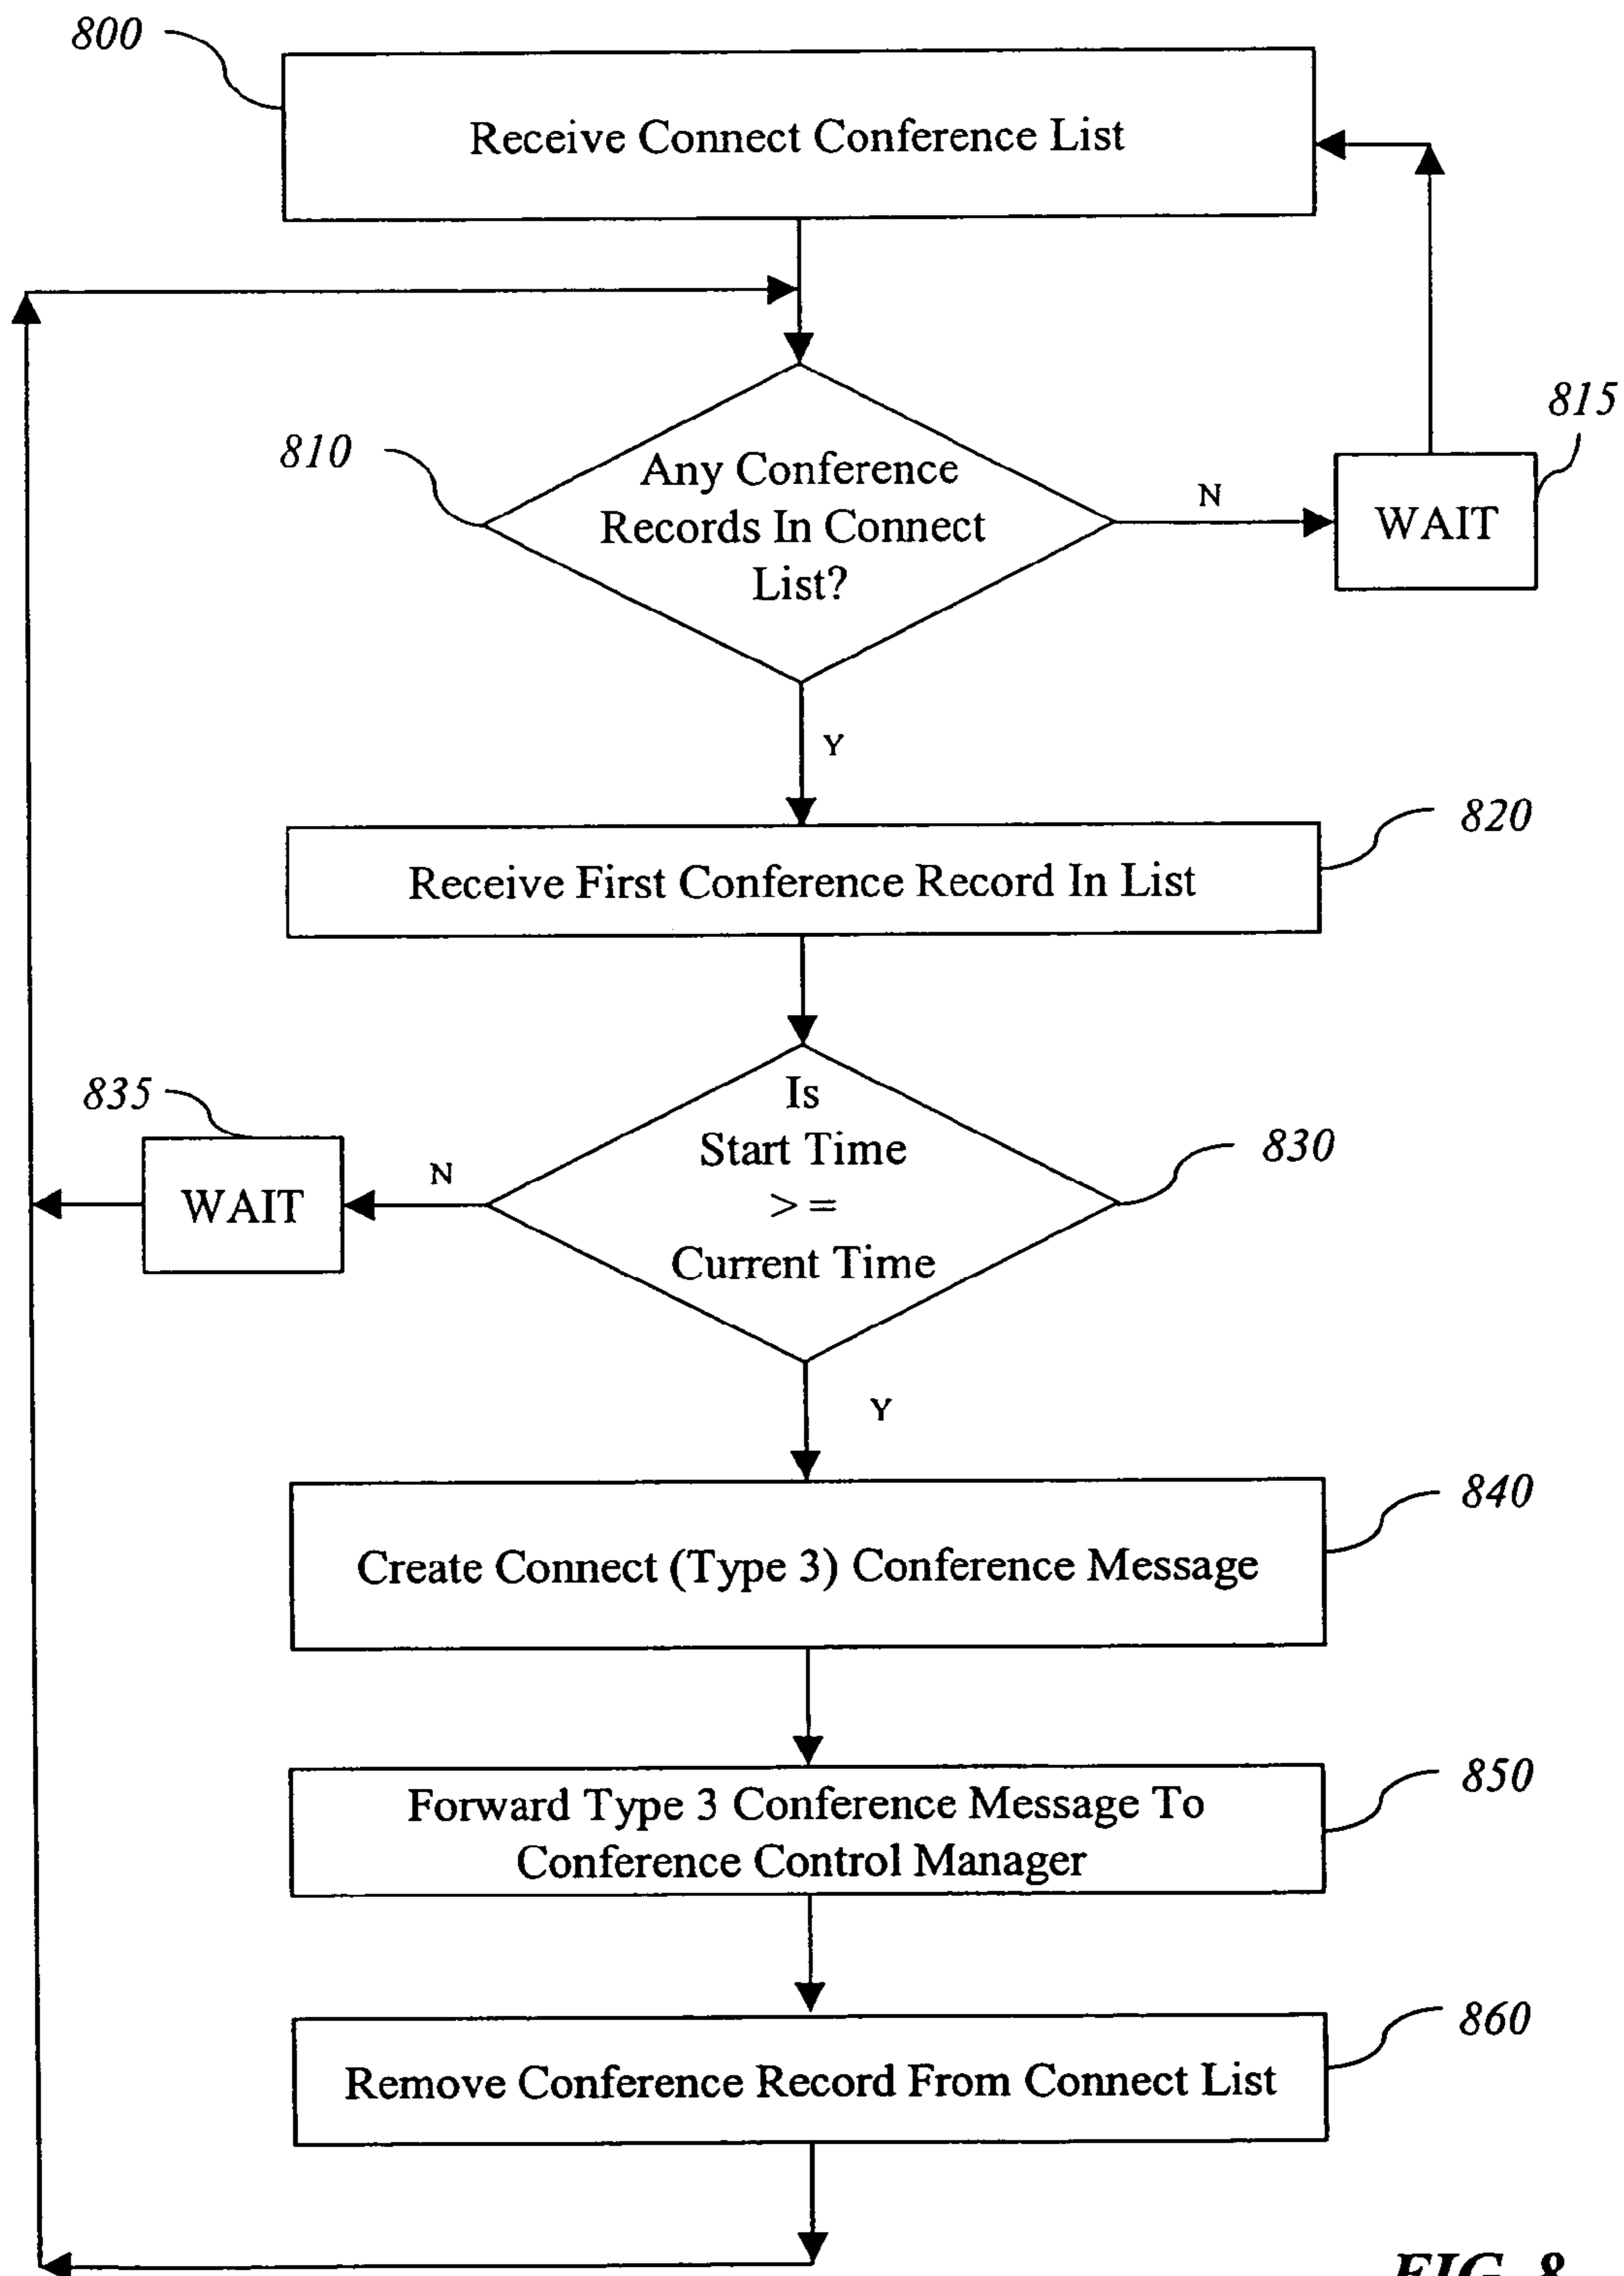 800
Receive Connect Conference List
815
810
Any Conference
Records In Connect
List?
N
WAIT
Y
820
Receive First Conference Record In List
835
Is
Start Time
> =
Current Time
830
N
WAIT
Y
840
Create Connect (Type 3) Conference Message
850
Forward Type 3 Conference Message To
Conference Control Manager
860
Remove Conference Record From Connect List
FIG. 8